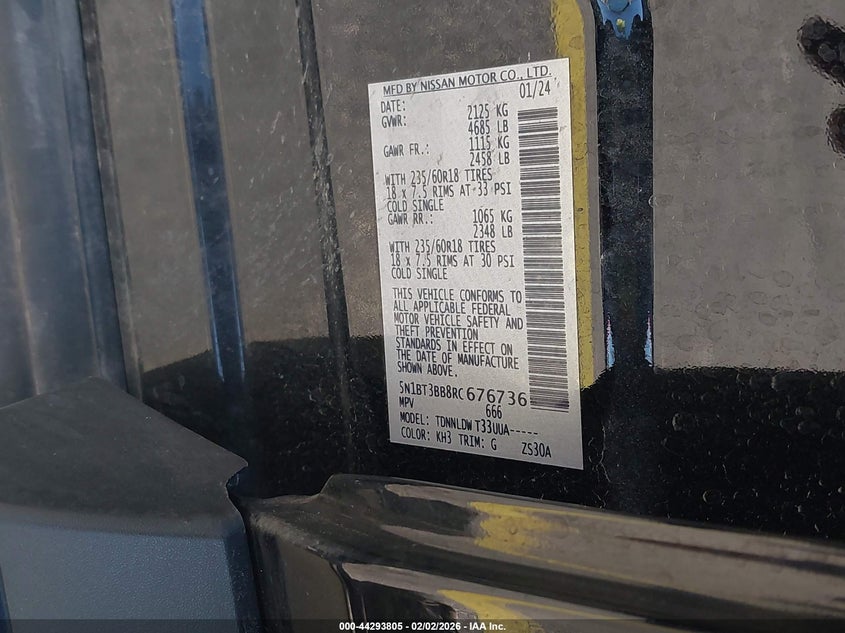 MFD BY NISSAN MOTOR CO., LTD.
DATE: 01/24
GVWR: 2125 KG
4685 LB
GAWR FR.: 1115 KG
2458 LB
WITH 235/60R18 TIRES
18 x 7.5 RIMS AT 33 PSI
COLD SINGLE
GAWR RR.: 1065 KG
2348 LB
WITH 235/60R18 TIRES
18 x 7.5 RIMS AT 30 PSI
COLD SINGLE
THIS VEHICLE CONFORMS TO
ALL APPLICABLE FEDERAL
MOTOR VEHICLE SAFETY AND
THEFT PREVENTION
STANDARDS IN EFFECT ON
THE DATE OF MANUFACTURE
SHOWN ABOVE.
5N1BT3BB8RC676736
MPV 666
MODEL: TDNNLDW T33UUA-----
COLOR: KH3 TRIM: G ZS30A
000-44293805 - 02/02/2026 - IAA Inc.